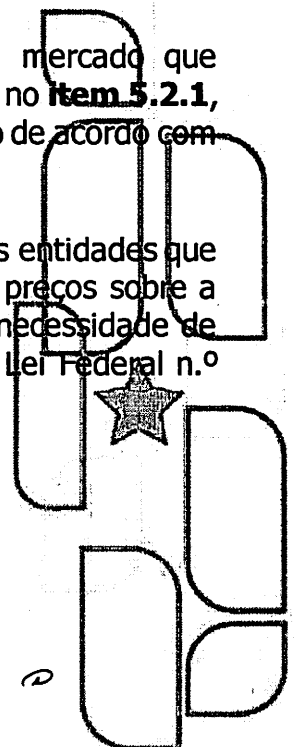 mercado que
no item 5.2.1,
de acordo com
entidades que
preços sobre a
necessidade de
Lei Federal n.º